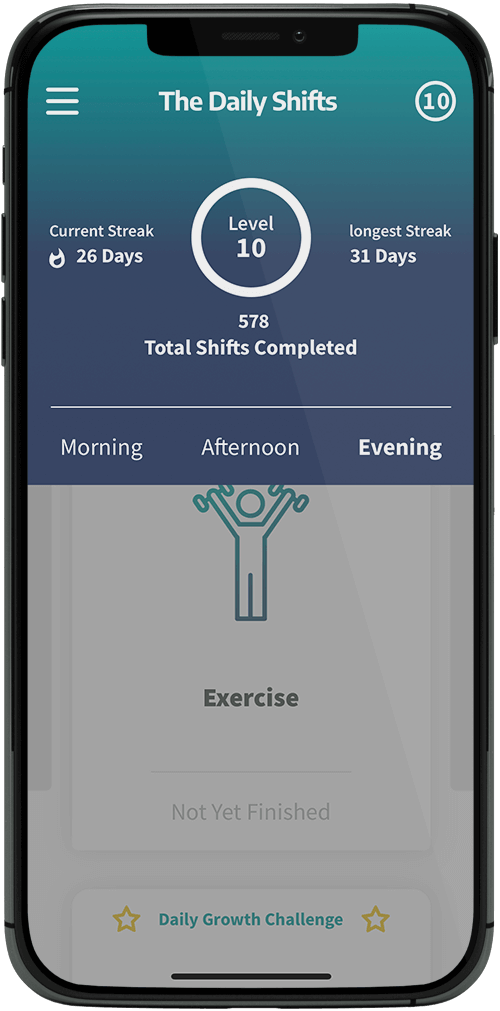 The Daily Shifts
10
Current Streak
26 Days
Level
10
longest Streak
31 Days
578
Total Shifts Completed
Morning
Afternoon
Evening
Exercise
Not Yet Finished
Daily Growth Challenge